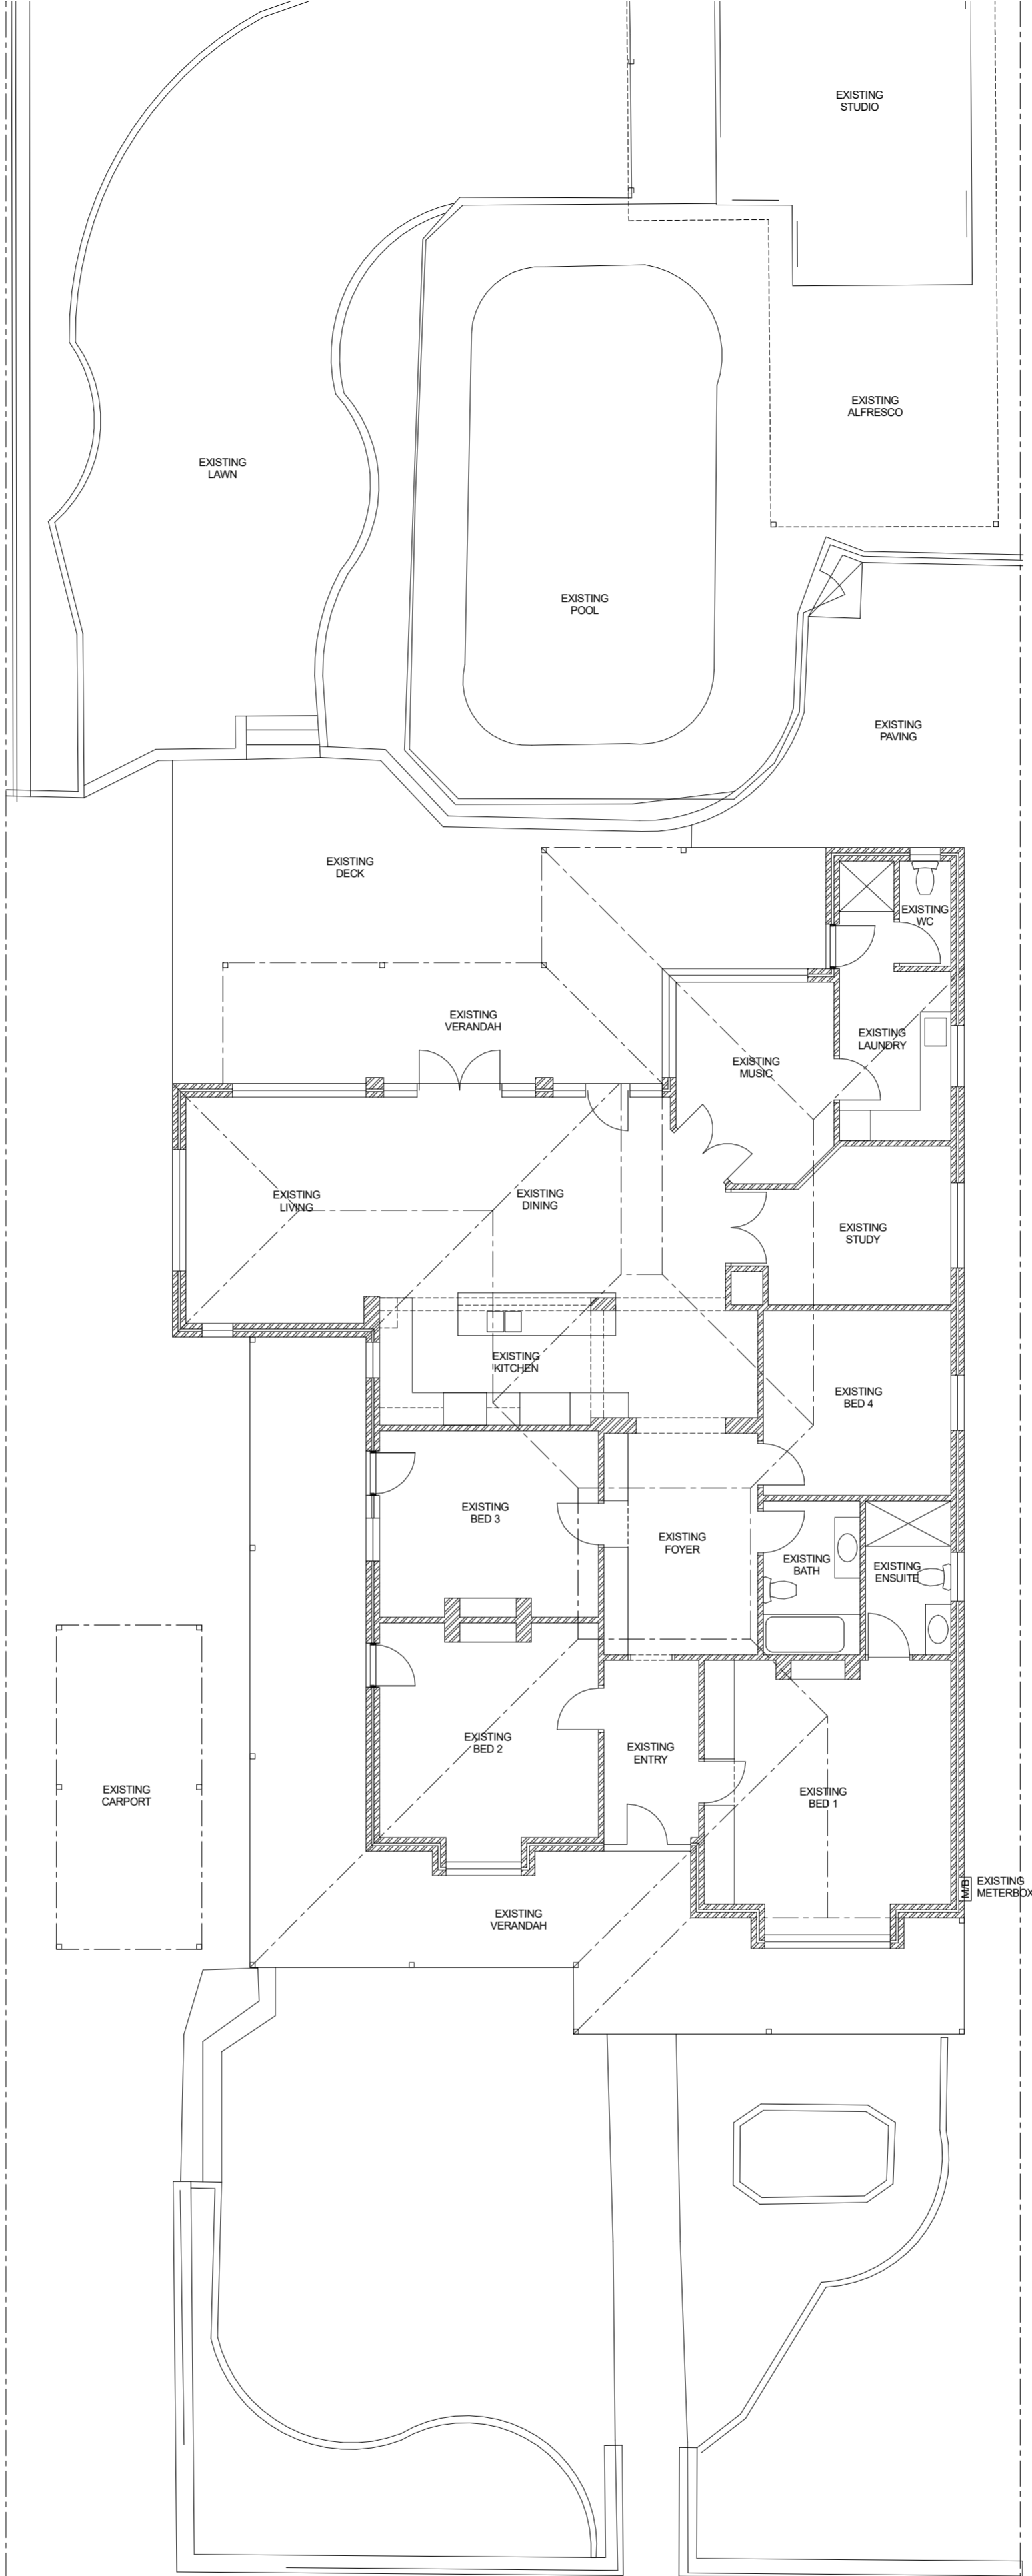 EXISTING
STUDIO
EXISTING
ALFRESCO
EXISTING
LAWN
EXISTING
POOL
EXISTING
PAVING
EXISTING
DECK
EXISTING
WC
EXISTING
VERANDAH
EXISTING
LAUNDRY
EXISTING
MUSIC
EXISTING
LIVING
EXISTING
DINING
EXISTING
STUDY
EXISTING
KITCHEN
EXISTING
BED 4
EXISTING
BED 3
EXISTING
FOYER
EXISTING
BATH
EXISTING
ENSUITE
EXISTING
BED 2
EXISTING
ENTRY
EXISTING
CARPORT
EXISTING
BED 1
M/B
EXISTING
METERBOX
EXISTING
VERANDAH